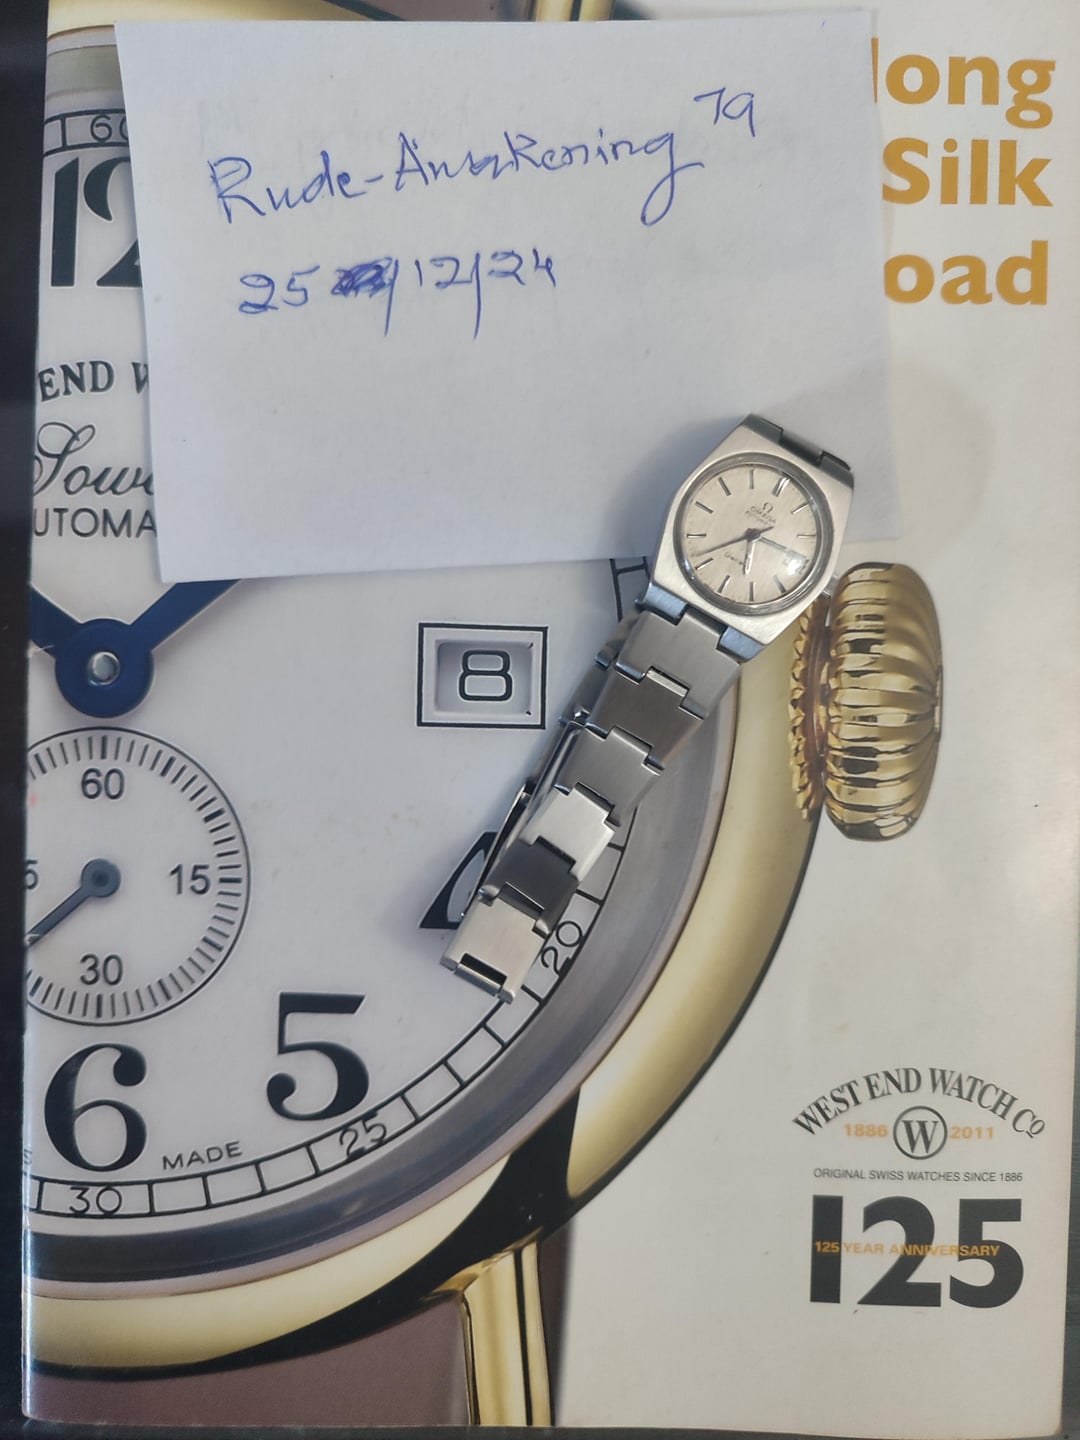 long
Silk
oad
Rude-Awakening 79
25 /12/24
60
12
END W
Sowa
UTOMA
OMEGA
8
60
15
30
20
5
6
25
MADE
30
WEST END WATCH Co
1886 W 2011
ORIGINAL SWISS WATCHES SINCE 1886
125
125 YEAR ANNIVERSARY